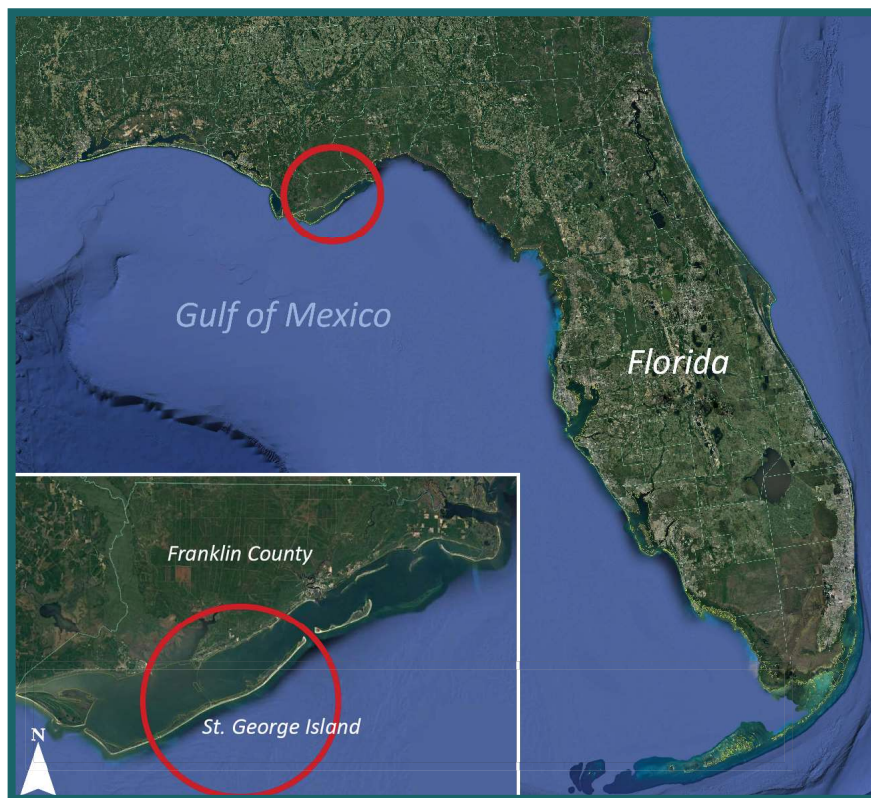 Gulf of Mexico
Florida
Franklin County
St. George Island
N